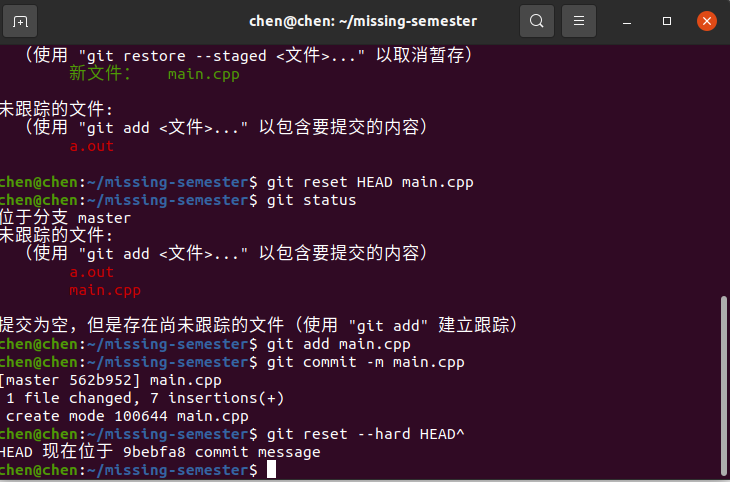 chen@chen: ~/missing-semester
（使用 "git restore --staged <文件>..." 以取消暂存）
新文件： main.cpp
未跟踪的文件:
（使用 "git add <文件>..." 以包含要提交的内容）
a.out
chen@chen:~/missing-semester$ git reset HEAD main.cpp
chen@chen:~/missing-semester$ git status
位于分支 master
未跟踪的文件:
（使用 "git add <文件>..." 以包含要提交的内容）
a.out
main.cpp
提交为空，但是存在尚未跟踪的文件（使用 "git add" 建立跟踪）
chen@chen:~/missing-semester$ git add main.cpp
chen@chen:~/missing-semester$ git commit -m main.cpp
[master 562b952] main.cpp
1 file changed, 7 insertions(+)
create mode 100644 main.cpp
chen@chen:~/missing-semester$ git reset --hard HEAD^
HEAD 现在位于 9bebfa8 commit message
chen@chen:~/missing-semester$